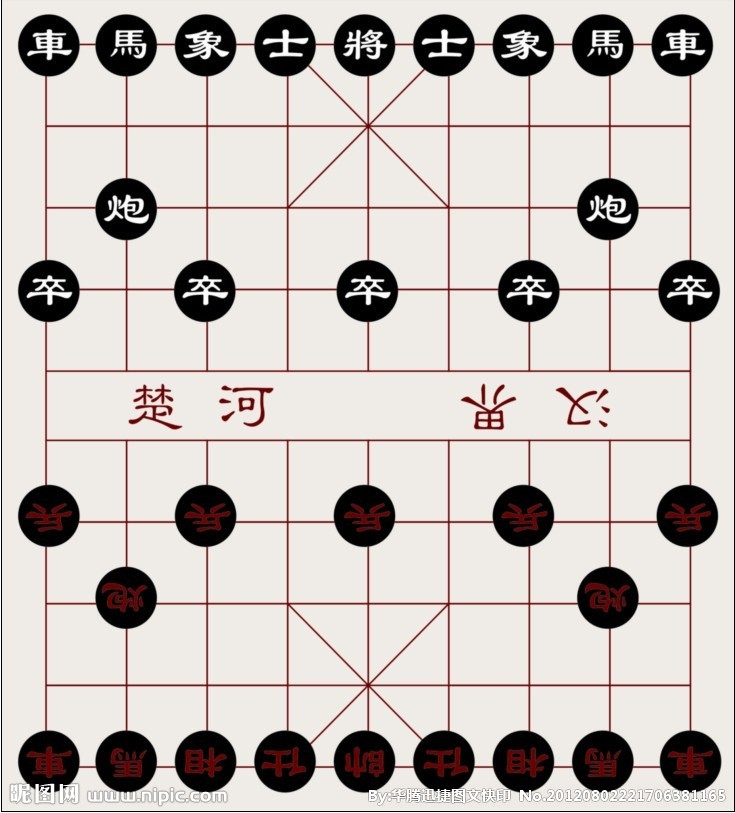 車 馬 象 士 將 士 象 馬 車
炮 炮
卒 卒 卒 卒 卒
楚 河 汉 界
兵 兵 兵 兵 兵
炮 炮
車 馬 相 仕 帥 仕 相 馬 車
昵图网 www.nipic.com By:华腾迅捷图文快印 No.20120802221706381165